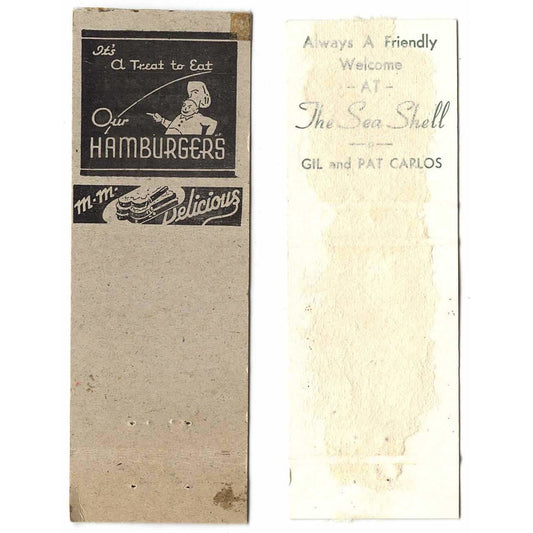 It's
A Treat to Eat
Our
HAMBURGERS
m-m-
Delicious
Always A Friendly
Welcome
- AT -
The Sea Shell
GIL and PAT CARLOS